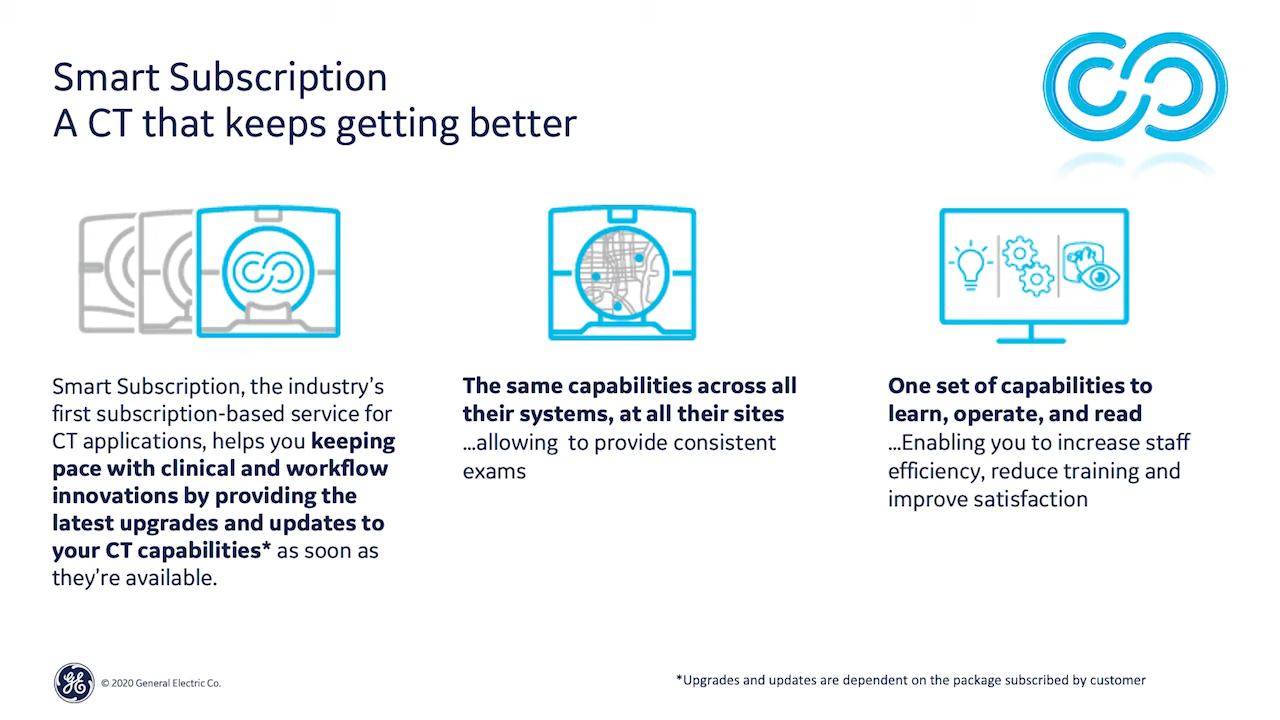 Smart Subscription
A CT that keeps getting better
Smart Subscription, the industry's
first subscription-based service for
CT applications, helps you keeping
pace with clinical and workflow
innovations by providing the
latest upgrades and updates to
your CT capabilities* as soon as
they're available.
The same capabilities across all
their systems, at all their sites
...allowing  to provide consistent
exams
One set of capabilities to
learn, operate, and read
...Enabling you to increase staff
efficiency, reduce training and
improve satisfaction
GE
© 2020 General Electric Co.
*Upgrades and updates are dependent on the package subscribed by customer